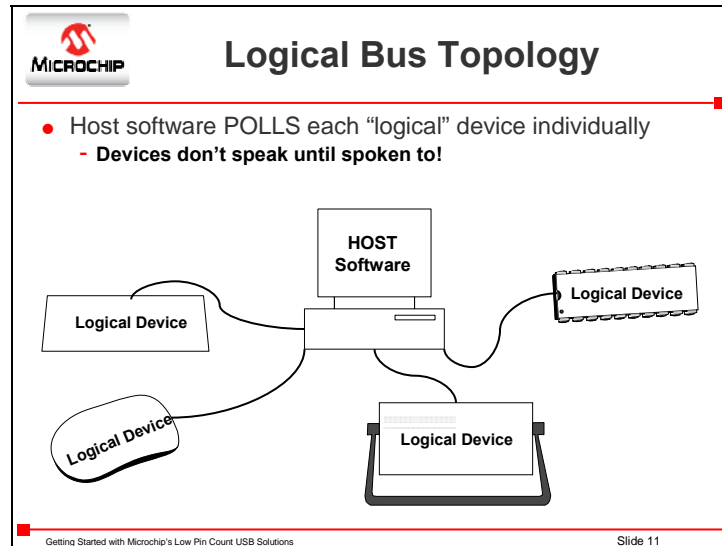 MICROCHIP
Logical Bus Topology
● Host software POLLS each “logical” device individually
- Devices don’t speak until spoken to!
HOST
Software
Logical Device
Logical Device
Logical Device
Logical Device
Getting Started with Microchip's Low Pin Count USB Solutions
Slide 11